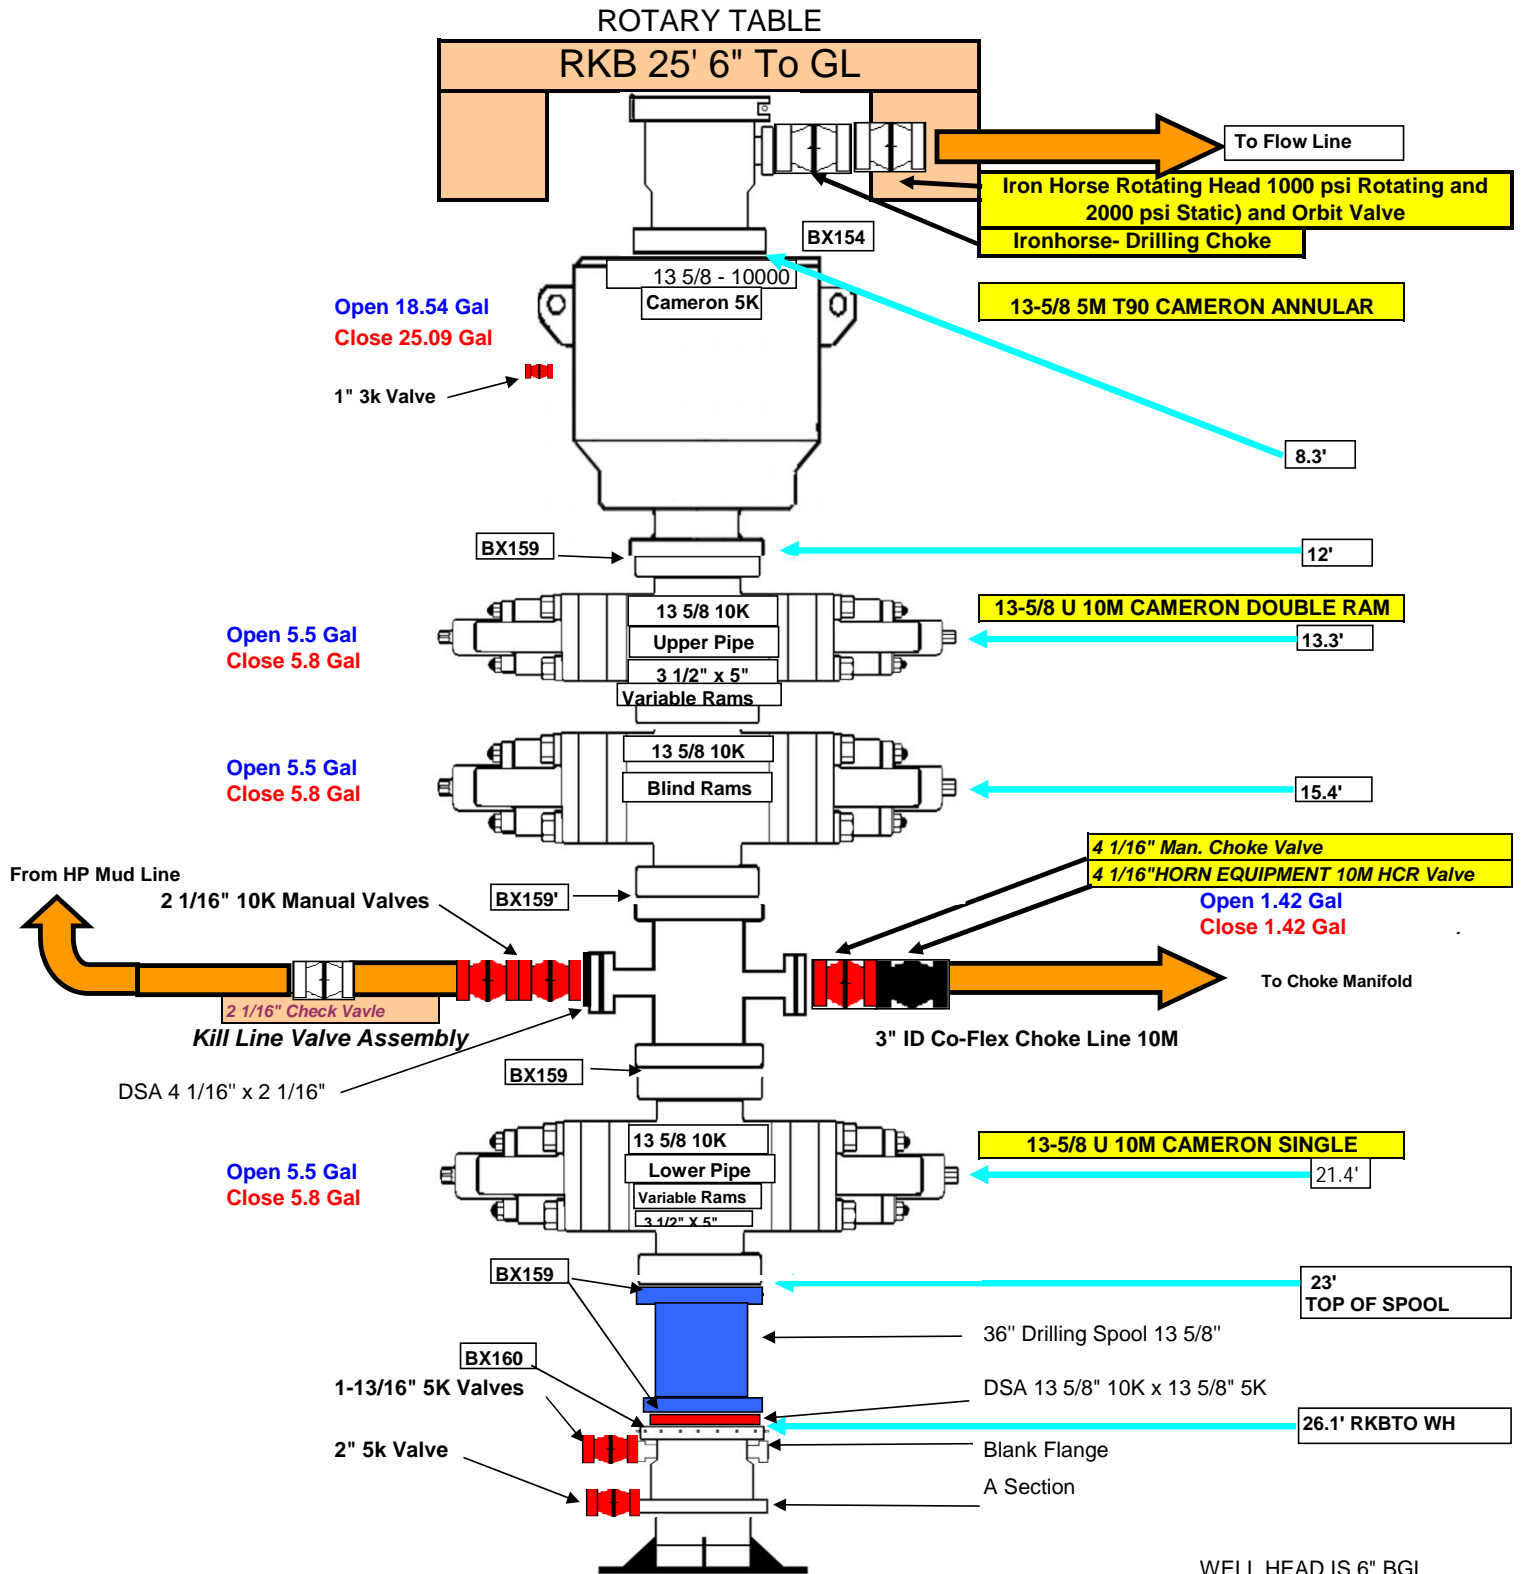 ROTARY TABLE
RKB 25' 6" To GL
To Flow Line
Iron Horse Rotating Head 1000 psi Rotating and
2000 psi Static) and Orbit Valve
BX154
Ironhorse- Drilling Choke
13 5/8 - 10000
Cameron 5K
Open 18.54 Gal
Close 25.09 Gal
13-5/8 5M T90 CAMERON ANNULAR
1" 3k Valve
8.3'
BX159
12'
13 5/8 10K
Upper Pipe
3 1/2" x 5"
Variable Rams
13-5/8 U 10M CAMERON DOUBLE RAM
Open 5.5 Gal
Close 5.8 Gal
13.3'
13 5/8 10K
Blind Rams
Open 5.5 Gal
Close 5.8 Gal
15.4'
4 1/16" Man. Choke Valve
4 1/16"HORN EQUIPMENT 10M HCR Valve
Open 1.42 Gal
Close 1.42 Gal
From HP Mud Line
2 1/16" 10K Manual Valves
BX159'
To Choke Manifold
2 1/16" Check Vavle
Kill Line Valve Assembly
3" ID Co-Flex Choke Line 10M
BX159
DSA 4 1/16" x 2 1/16"
13 5/8 10K
Lower Pipe
Variable Rams
3 1/2" X 5"
13-5/8 U 10M CAMERON SINGLE
21.4'
Open 5.5 Gal
Close 5.8 Gal
BX159
23'
TOP OF SPOOL
36" Drilling Spool 13 5/8"
BX160
1-13/16" 5K Valves
DSA 13 5/8" 10K x 13 5/8" 5K
26.1' RKBTO WH
2" 5k Valve
Blank Flange
A Section
WELL HEAD IS 6" BGL